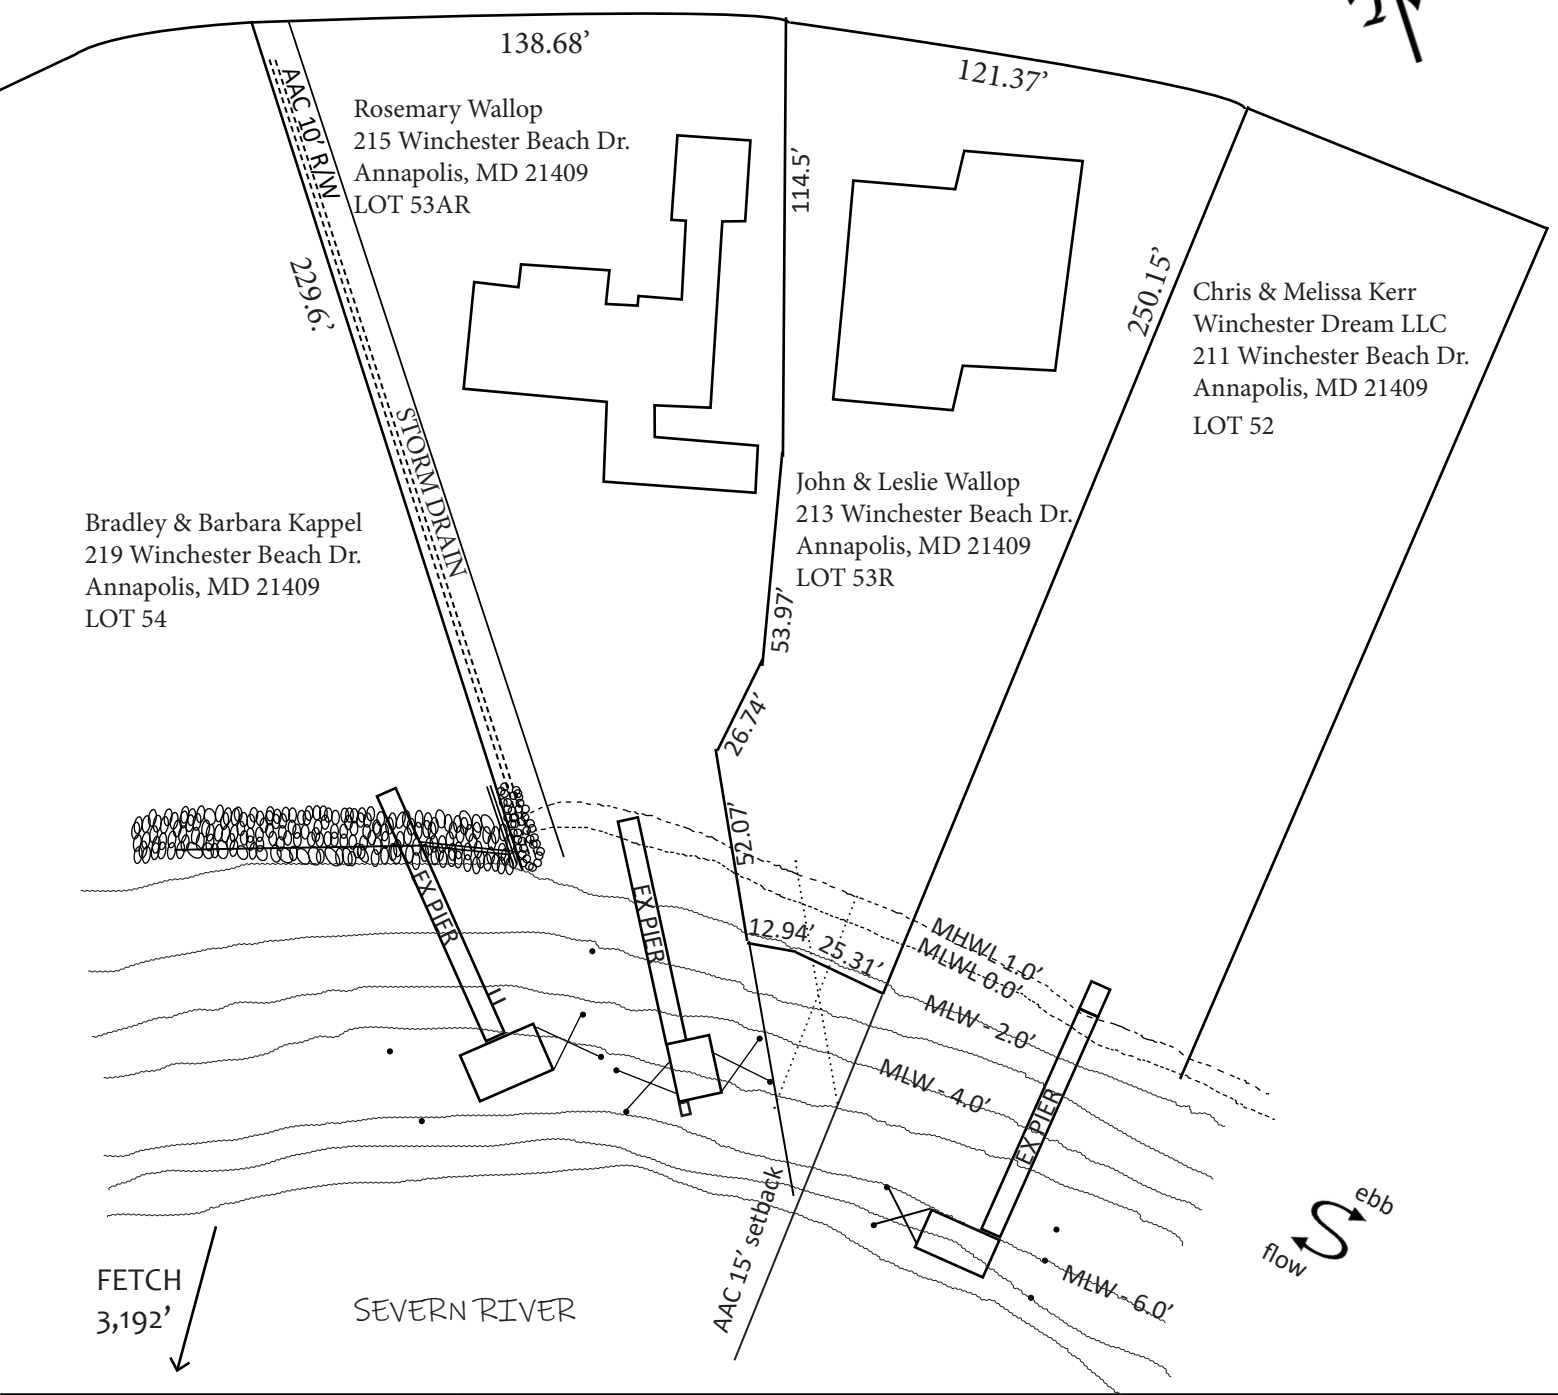 138.68’
121.37’
AAC 10’ R/W
Rosemary Wallop
215 Winchester Beach Dr.
Annapolis, MD 21409
LOT 53AR
114.5’
229.6.’
250.15’
Chris & Melissa Kerr
Winchester Dream LLC
211 Winchester Beach Dr.
Annapolis, MD 21409
LOT 52
STORM DRAIN
John & Leslie Wallop
213 Winchester Beach Dr.
Annapolis, MD 21409
LOT 53R
Bradley & Barbara Kappel
219 Winchester Beach Dr.
Annapolis, MD 21409
LOT 54
53.97’
26.74’
52.07’
EX PIER
EX PIER
12.94’
25.31’
MHWL 1.0’
MLWL 0.0’
MLW - 2.0’
MLW - 4.0’
EX PIER
AAC 15’ setback
ebb
flow
MLW - 6.0’
FETCH
3,192’
SEVERN RIVER